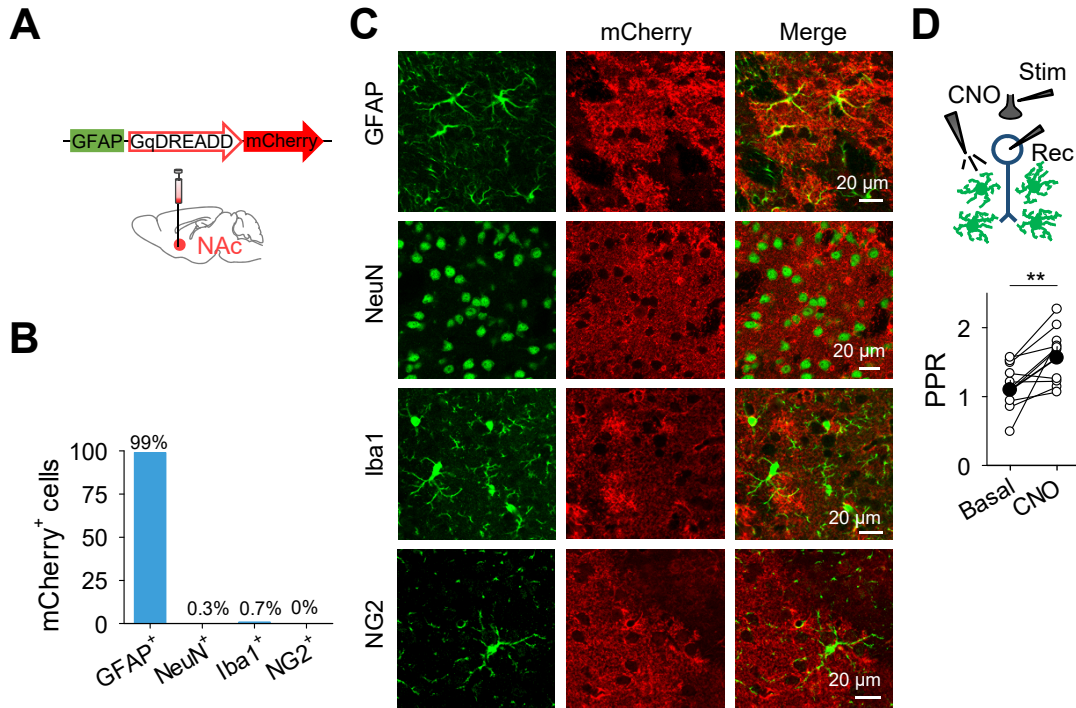 A
GFAP
GqDREADD
mCherry
NAc
B
mCherry⁺ cells
100
75
50
25
0
99%
0.3%
0.7%
0%
GFAP⁺
NeuN⁺
Iba1⁺
NG2⁺
C
mCherry
Merge
GFAP
20 µm
NeuN
20 µm
Iba1
20 µm
NG2
20 µm
D
Stim
CNO
Rec
**
PPR
2
1
0
Basal
CNO